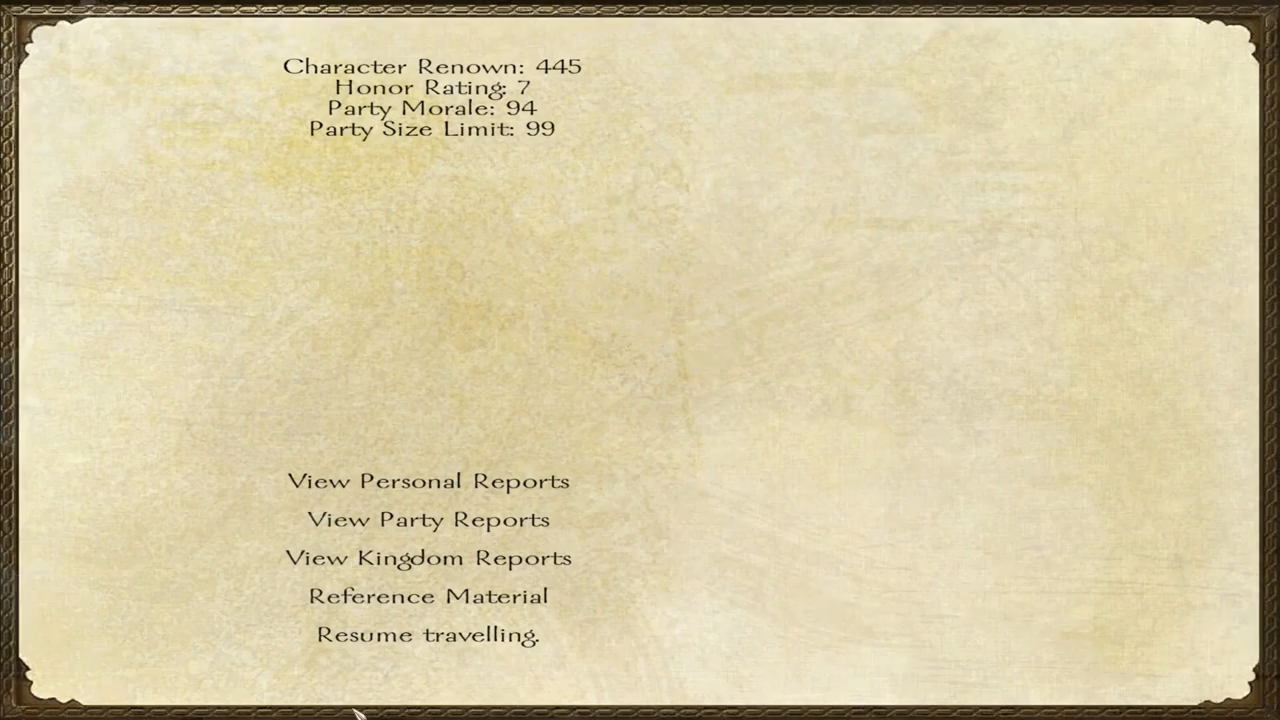 Character Renown: 445
Honor Rating: 7
Party Morale: 94
Party Size Limit: 99
View Personal Reports
View Party Reports
View Kingdom Reports
Reference Material
Resume travelling.